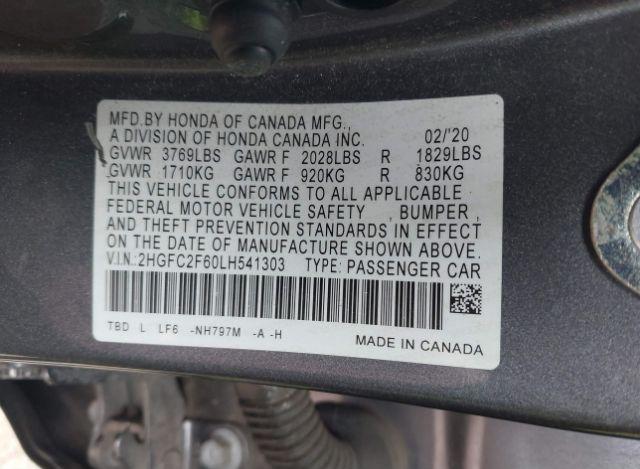 MFD.BY HONDA OF CANADA MFG.,
A DIVISION OF HONDA CANADA INC. 02/'20
GVWR 3769LBS GAWR F 2028LBS R 1829LBS
GVWR 1710KG GAWR F 920KG R 830KG
THIS VEHICLE CONFORMS TO ALL APPLICABLE
FEDERAL MOTOR VEHICLE SAFETY , BUMPER ,
AND THEFT PREVENTION STANDARDS IN EFFECT
ON THE DATE OF MANUFACTURE SHOWN ABOVE.
V.I.N:2HGFC2F60LH541303 TYPE: PASSENGER CAR
TBD L LF6 -NH797M -A -H
MADE IN CANADA